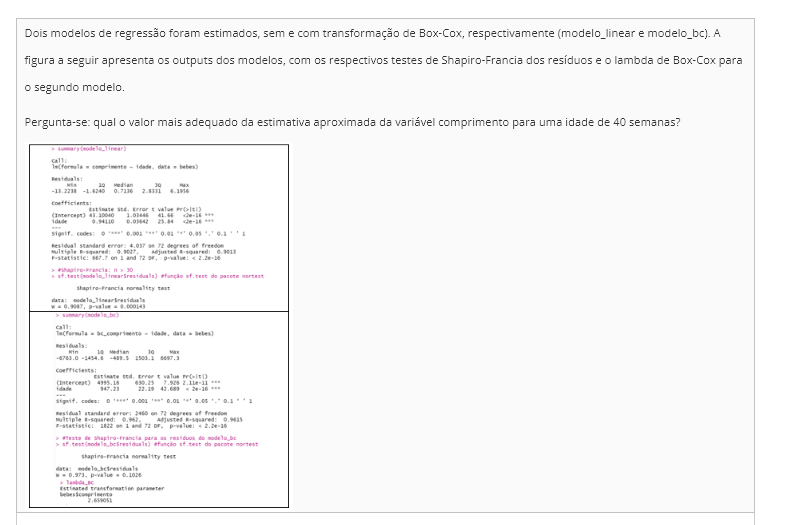 Dois modelos de regressão foram estimados, sem e com transformação de Box-Cox, respectivamente (modelo_linear e modelo_bc). A
figura a seguir apresenta os outputs dos modelos, com os respectivos testes de Shapiro-Francia dos resíduos e o lambda de Box-Cox para
o segundo modelo.
Pergunta-se: qual o valor mais adequado da estimativa aproximada da variável comprimento para uma idade de 40 semanas?
> summary(modelo_linear)
Call:
lm(formula = comprimento ~ idade, data = bebes)
Residuals:
Min 1Q Median 3Q Max
-13.2238 -1.6240 0.7136 2.8331 6.1956
Coefficients:
Estimate Std. Error t value Pr(>|t|)
(Intercept) 43.10040 1.03446 41.66 <2e-16 ***
idade 0.94110 0.03642 25.84 <2e-16 ***
---
Signif. codes: 0 '***' 0.001 '**' 0.01 '*' 0.05 '.' 0.1 ' ' 1
Residual standard error: 4.037 on 72 degrees of freedom
Multiple R-squared: 0.9027, Adjusted R-squared: 0.9013
F-statistic: 667.7 on 1 and 72 DF, p-value: < 2.2e-16
> #Shapiro-Francia: n > 30
> sf.test(modelo_linear$residuals) #função sf.test do pacote nortest
Shapiro-Francia normality test
data: modelo_linear$residuals
W = 0.9087, p-value = 0.000143
> summary(modelo_bc)
Call:
lm(formula = bc_comprimento ~ idade, data = bebes)
Residuals:
Min 1Q Median 3Q Max
-6763.0 -1454.6 -489.5 1503.1 6697.3
Coefficients:
Estimate Std. Error t value Pr(>|t|)
(Intercept) 4995.16 630.25 7.926 2.11e-11 ***
idade 947.23 22.19 42.689 < 2e-16 ***
---
Signif. codes: 0 '***' 0.001 '**' 0.01 '*' 0.05 '.' 0.1 ' ' 1
Residual standard error: 2460 on 72 degrees of freedom
Multiple R-squared: 0.962, Adjusted R-squared: 0.9615
F-statistic: 1822 on 1 and 72 DF, p-value: < 2.2e-16
> #Teste de Shapiro-Francia para os resíduos do modelo_bc
> sf.test(modelo_bc$residuals) #função sf.test do pacote nortest
Shapiro-Francia normality test
data: modelo_bc$residuals
W = 0.973, p-value = 0.1026
> lambda_BC
Estimated transformation parameter
bebes$comprimento
2.659051